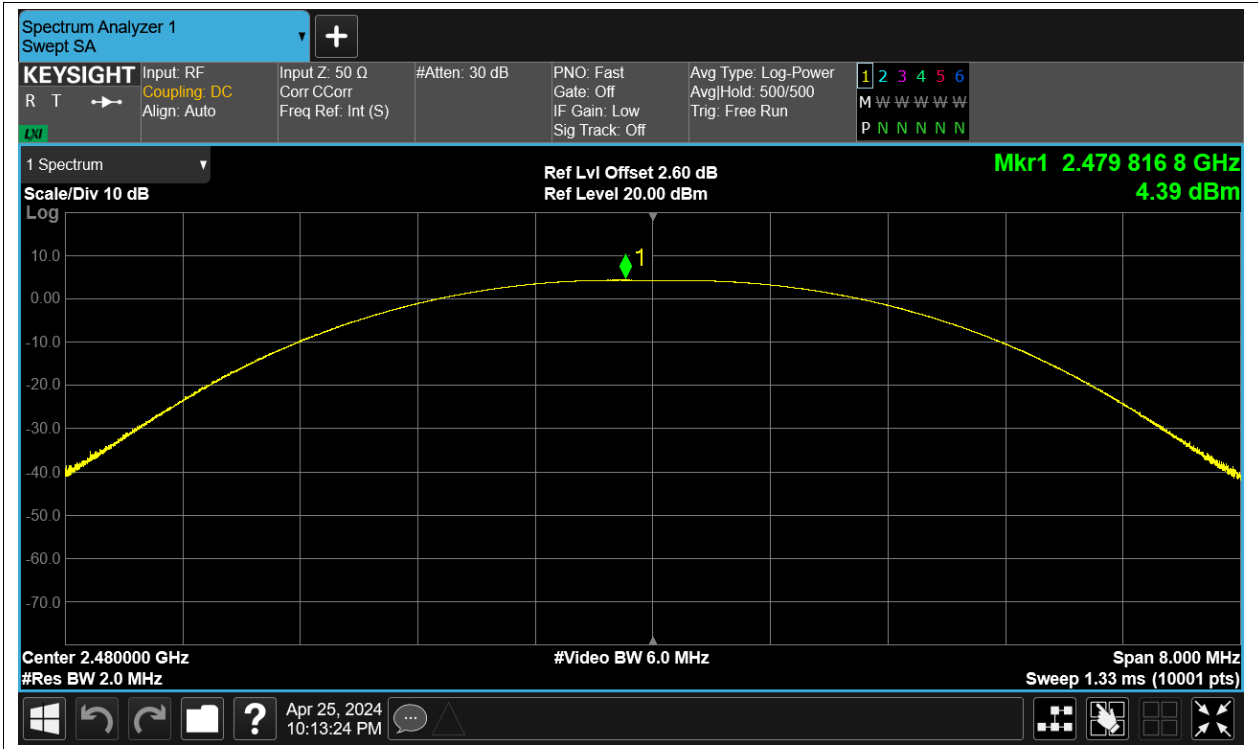 Spectrum Analyzer 1
Swept SA
KEYSIGHT
R T
LXI
Input: RF
Coupling: DC
Align: Auto
Input Z: 50 Ω
Corr CCorr
Freq Ref: Int (S)
#Atten: 30 dB
PNO: Fast
Gate: Off
IF Gain: Low
Sig Track: Off
Avg Type: Log-Power
Avg|Hold: 500/500
Trig: Free Run
1 2 3 4 5 6
M W W W W W
P N N N N N
1 Spectrum
Scale/Div 10 dB
Log
Ref Lvl Offset 2.60 dB
Ref Level 20.00 dBm
Mkr1 2.479 816 8 GHz
4.39 dBm
1
10.0
0.00
-10.0
-20.0
-30.0
-40.0
-50.0
-60.0
-70.0
Center 2.480000 GHz
#Res BW 2.0 MHz
#Video BW 6.0 MHz
Span 8.000 MHz
Sweep 1.33 ms (10001 pts)
?
Apr 25, 2024
10:13:24 PM